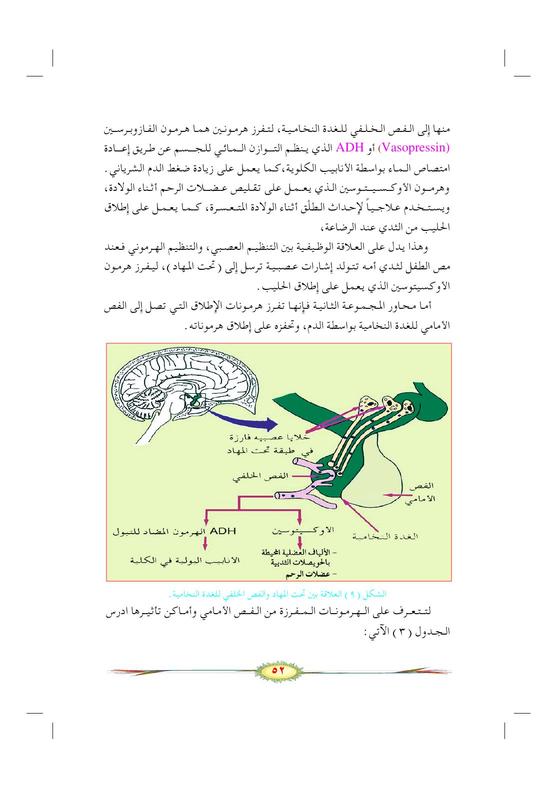 منها إلى الفص الخلفي للغدة النخامية، لتفرز هرمونين هما هرمون الفازوبرسين
(Vasopressin) أو ADH الذي ينظم التوازن المائي للجسم عن طريق إعادة
امتصاص الماء بواسطة الأنابيب الكلوية، كما يعمل على زيادة ضغط الدم الشرياني .
وهرمون الأوكسيتوسين الذي يعمل على تقليص عضلات الرحم أثناء الولادة،
ويستخدم علاجياً لإحداث الطلْق أثناء الولادة المتعسرة، كما يعمل على إطلاق
الحليب من الثدي عند الرضاعة،
وهذا يدل على العلاقة الوظيفية بين التنظيم العصبي، والتنظيم الهرموني فعند
مص الطفل لثدي أمه تتولد إشارات عصبية ترسل إلى ( تحت المهاد )، ليفرز هرمون
الأوكسيتوسين الذي يعمل على إطلاق الحليب .
أما محاور المجموعة الثانية فإنها تفرز هرمونات الإطلاق التي تصل إلى الفص
الأمامي للغدة النخامية بواسطة الدم، وتحفزه على إطلاق هرموناته .
خلايا عصبيه فارزة
في طبقة تحت المهاد
الفص الخلفي
الفص
الامامي
الغدة النخامية
الاوكسيتوسين
ADH الهرمون المضاد للتبول
– الألياف العضلية المحيطة
بالحويصلات الثديية
– عضلات الرحم
الانابيب البولية في الكلية
الشكل ( ٩ ) العلاقة بين تحت المهاد والفص الخلفي للغدة النخامية.
لتتعرف على الهرمونات المفرزة من الفص الأمامي وأماكن تأثيرها ادرس
الجدول ( ٣ ) الآتي :
٥٢